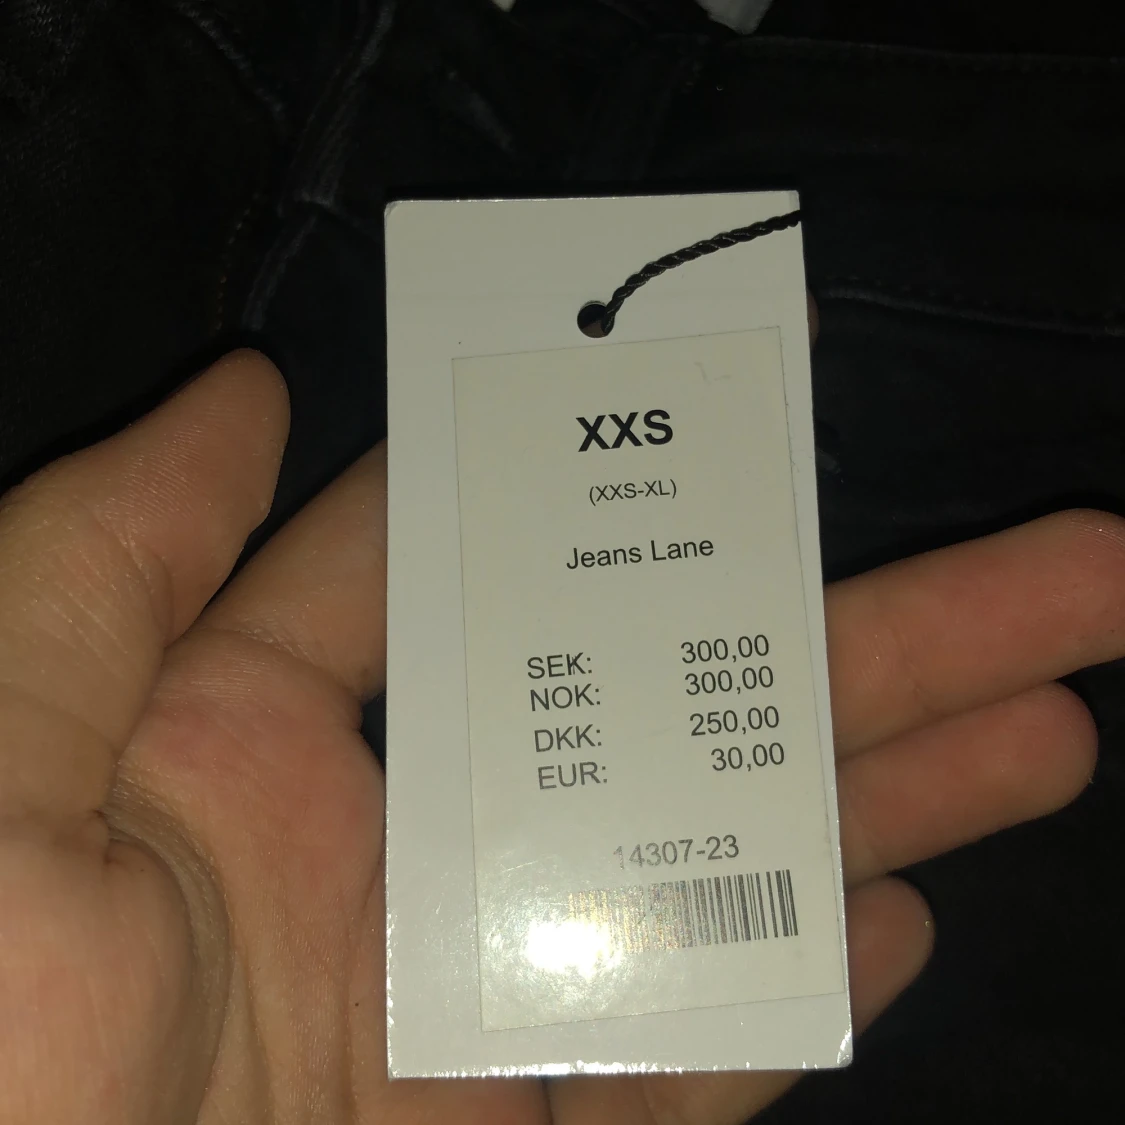 XXS
(XXS-XL)
Jeans Lane
SEK: 300,00
NOK: 300,00
DKK: 250,00
EUR: 30,00
14307-23